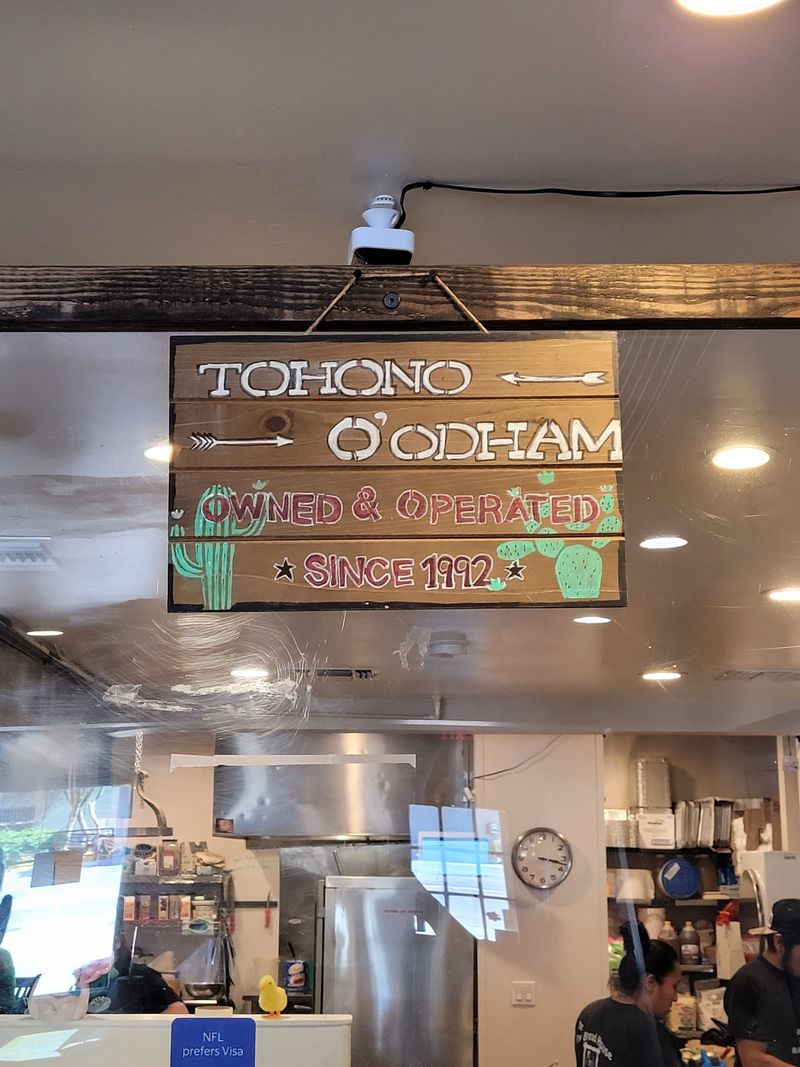 TOHONO
O'ODHAM
OWNED & OPERATED
SINCE 1992
NFL
prefers Visa